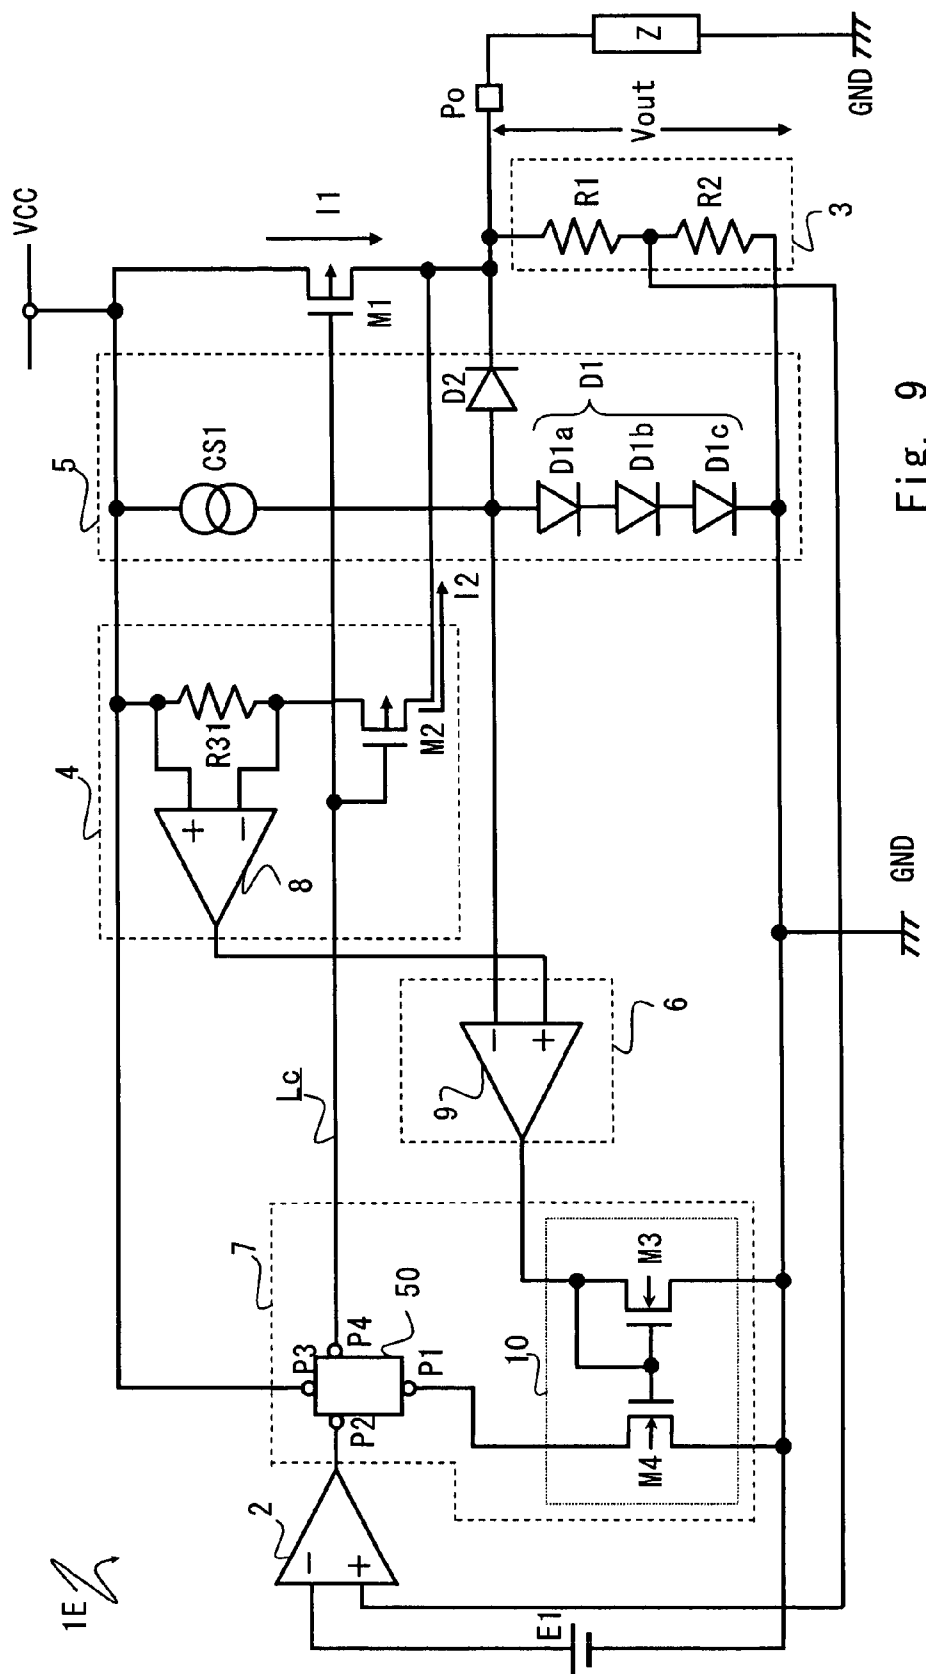 1E
VCC
I1
M1
5
CS1
D2
D1
D1a
D1b
D1c
Po
Z
GND
Vout
R1
R2
3
4
R31
+
−
8
M2
I2
Lc
−
+
9
6
GND
7
50
P3
P4
P2
P1
10
M3
M4
2
−
+
E1
Fig. 9